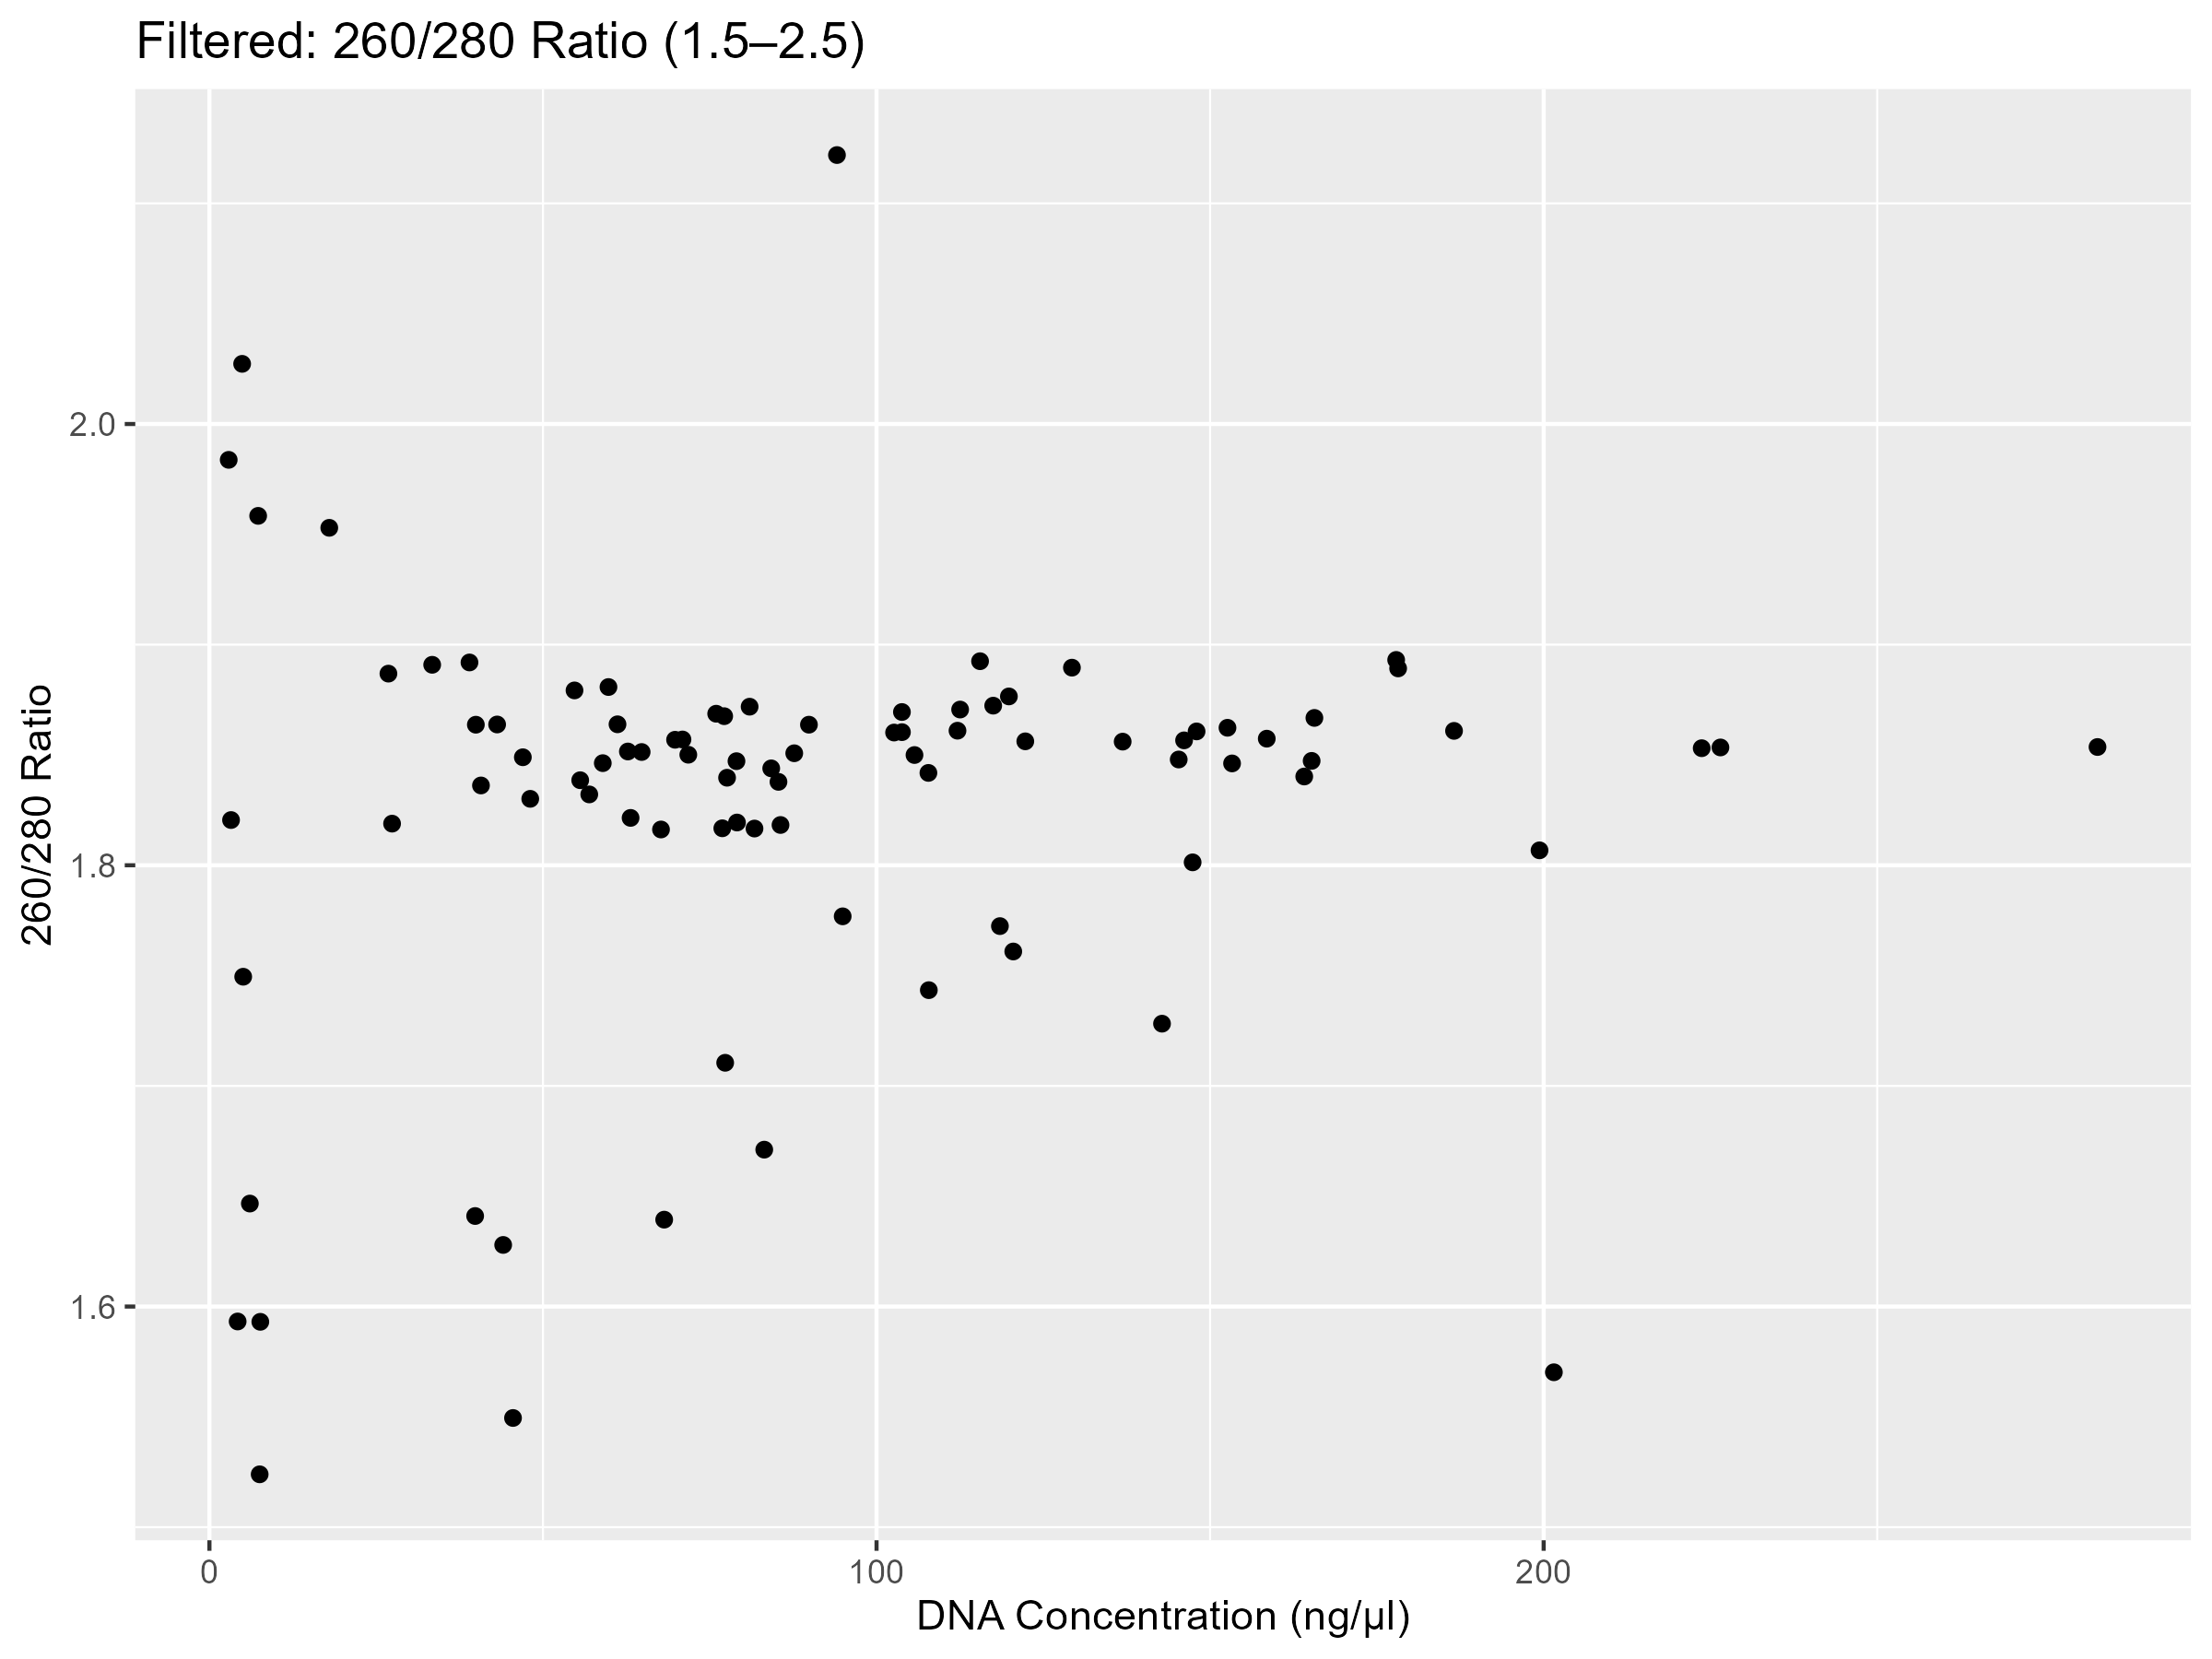 Filtered: 260/280 Ratio (1.5–2.5)
260/280 Ratio
2.0
1.8
1.6
0
100
200
DNA Concentration (ng/µl)